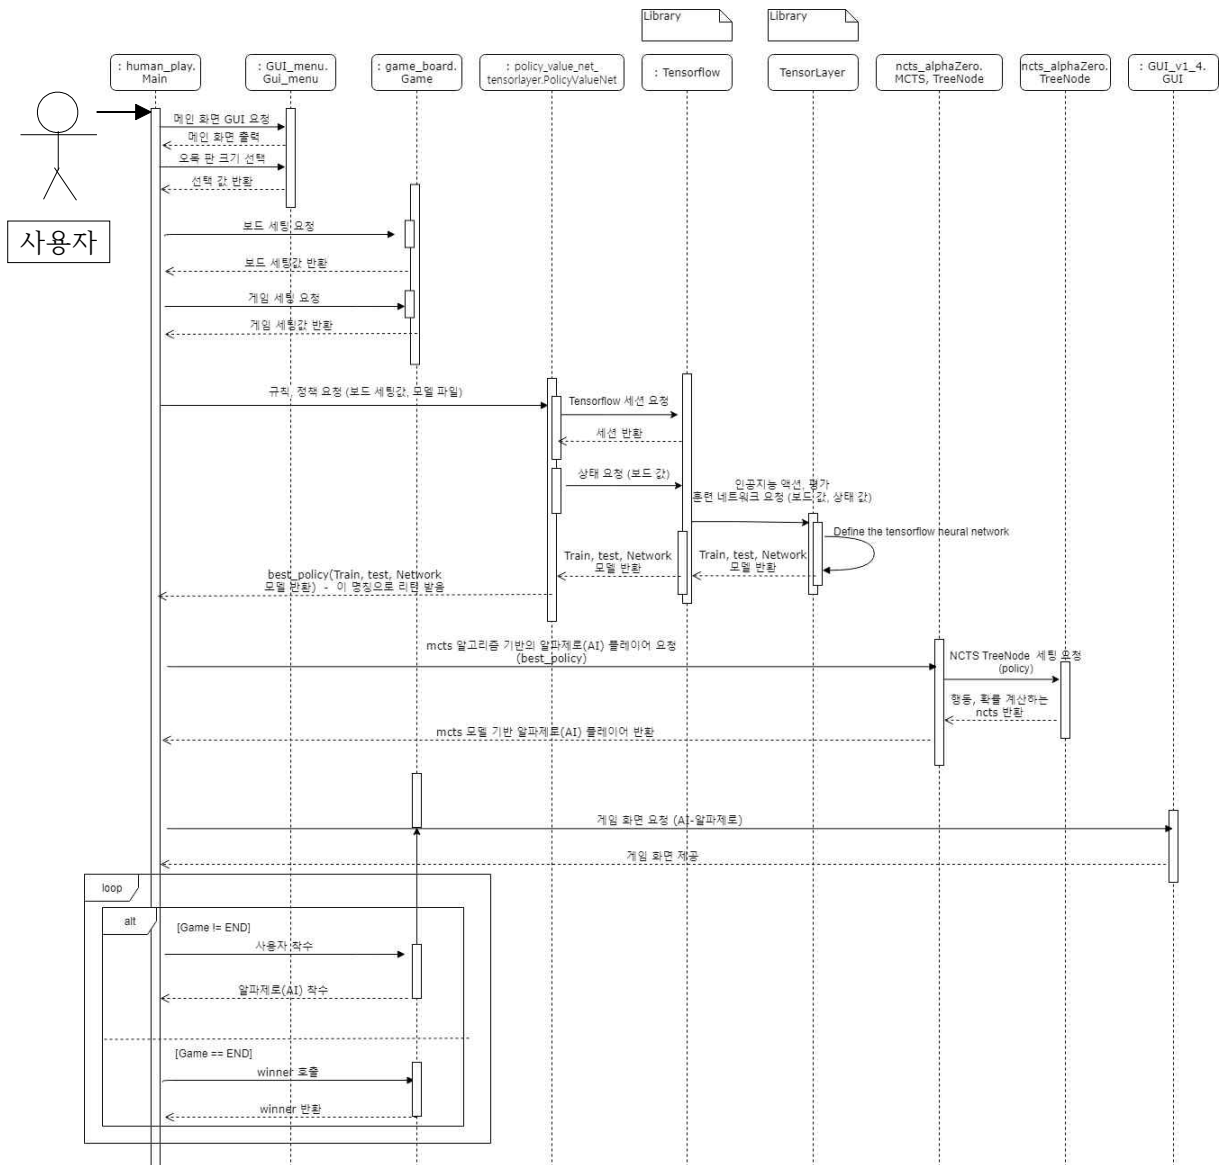 Library
Library
: human_play.
Main
: GUI_menu.
Gui_menu
: game_board.
Game
: policy_value_net_
tensorlayer.PolicyValueNet
: Tensorflow
TensorLayer
ncts_alphaZero.
MCTS, TreeNode
ncts_alphaZero.
TreeNode
: GUI_v1_4.
GUI
사용자
메인 화면 GUI 요청
메인 화면 출력
오목 판 크기 선택
선택 값 반환
보드 세팅 요청
보드 세팅값 반환
게임 세팅 요청
게임 세팅값 반환
규칙, 정책 요청 (보드 세팅값, 모델 파일)
Tensorflow 세션 요청
세션 반환
상태 요청 (보드 값)
인공지능 액션, 평가
훈련 네트워크 요청 (보드 값, 상태 값)
Define the tensorflow neural network
Train, test, Network
모델 반환
Train, test, Network
모델 반환
best_policy(Train, test, Network
모델 반환) - 이 명칭으로 리턴 받음
mcts 알고리즘 기반의 알파제로(AI) 플레이어 요청
(best_policy)
NCTS TreeNode 세팅 요청
(policy)
행동, 확률 계산하는
ncts 반환
mcts 모델 기반 알파제로(AI) 플레이어 반환
게임 화면 요청 (AI-알파제로)
게임 화면 제공
loop
alt
[Game != END]
사용자 착수
알파제로(AI) 착수
[Game == END]
winner 호출
winner 반환